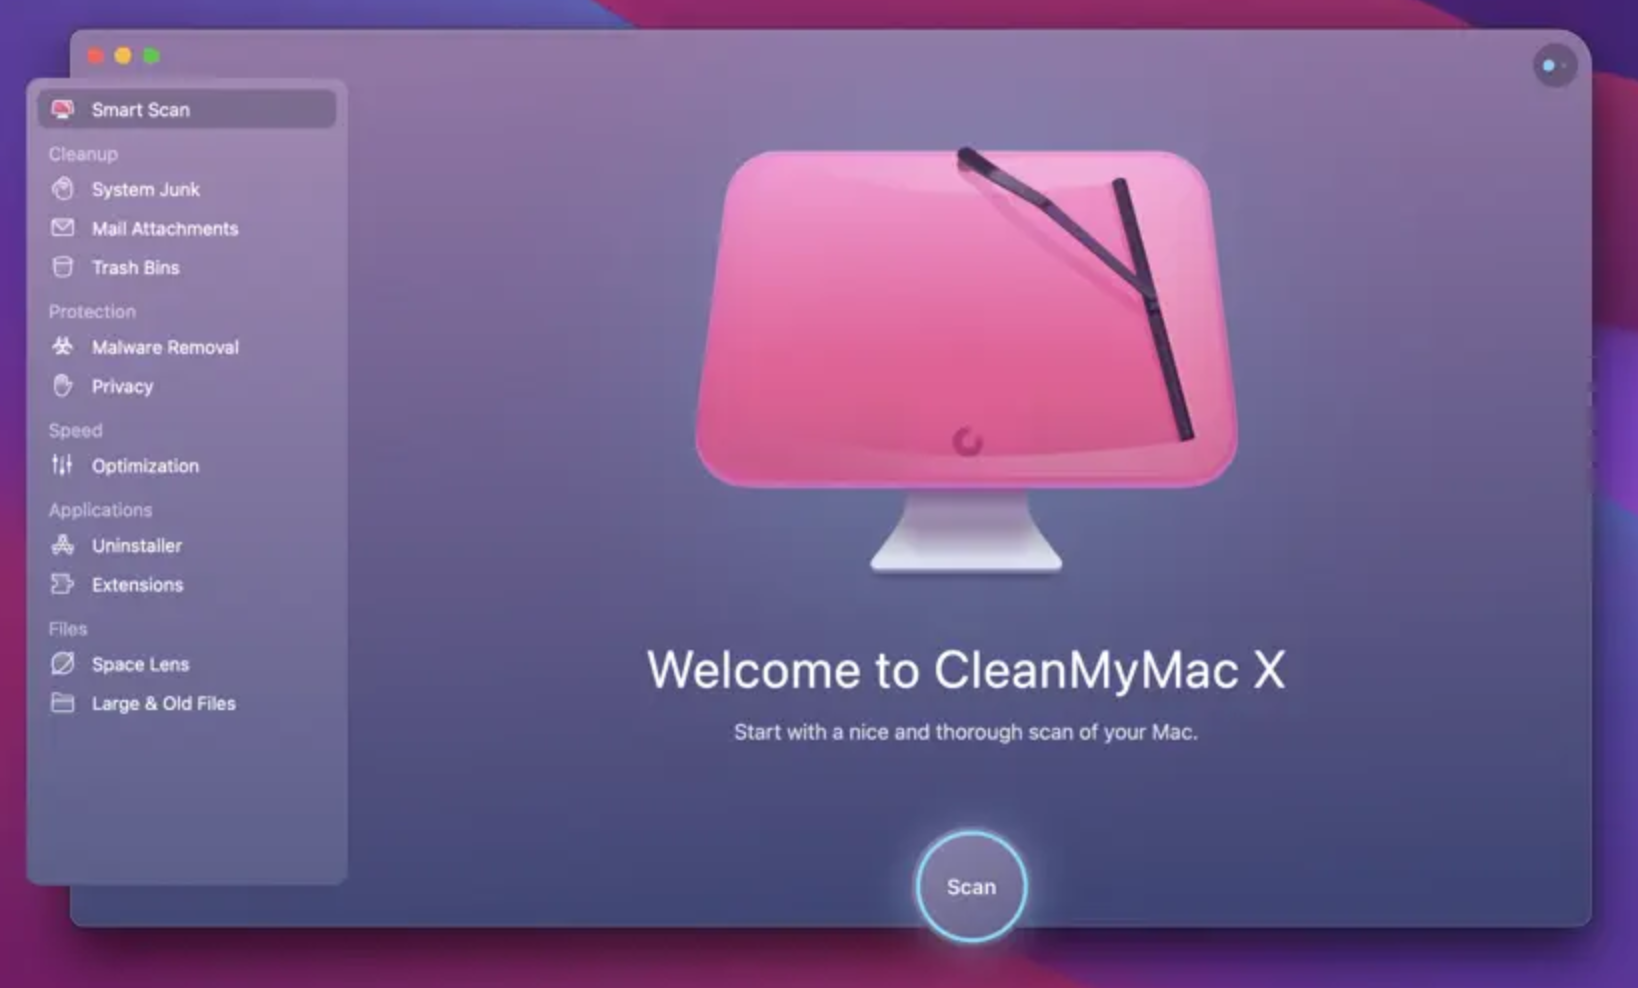 Smart Scan
Cleanup
System Junk
Mail Attachments
Trash Bins
Protection
Malware Removal
Privacy
Speed
Optimization
Applications
Uninstaller
Extensions
Files
Space Lens
Large & Old Files
Welcome to CleanMyMac X
Start with a nice and thorough scan of your Mac.
Scan